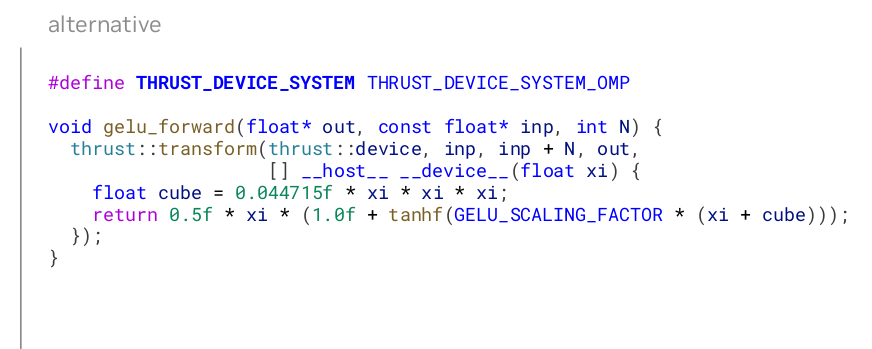 alternative
#define THRUST_DEVICE_SYSTEM THRUST_DEVICE_SYSTEM_OMP
void gelu_forward(float* out, const float* inp, int N) {
  thrust::transform(thrust::device, inp, inp + N, out,
                    [] __host__ __device__(float xi) {
    float cube = 0.044715f * xi * xi * xi;
    return 0.5f * xi * (1.0f + tanhf(GELU_SCALING_FACTOR * (xi + cube)));
  });
}